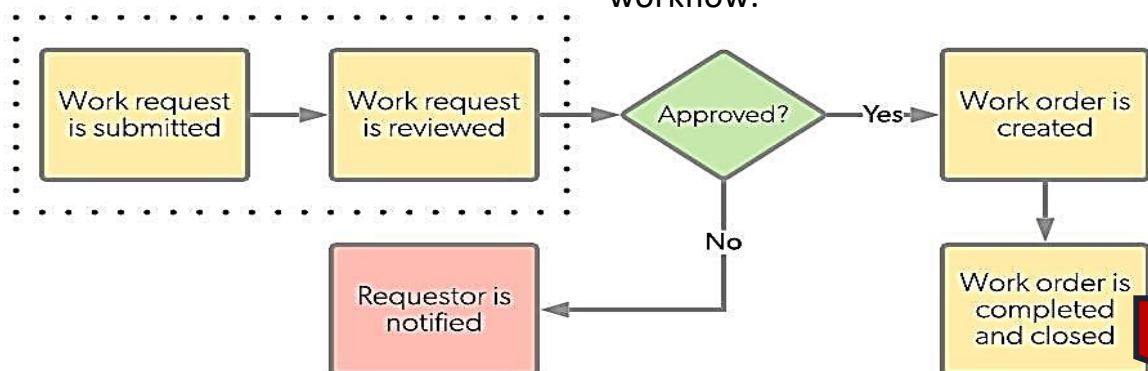 workflow:
Work request
is submitted
Work request
is reviewed
Approved?
Yes
Work order is
created
No
Requestor is
notified
Work order is
completed
and closed